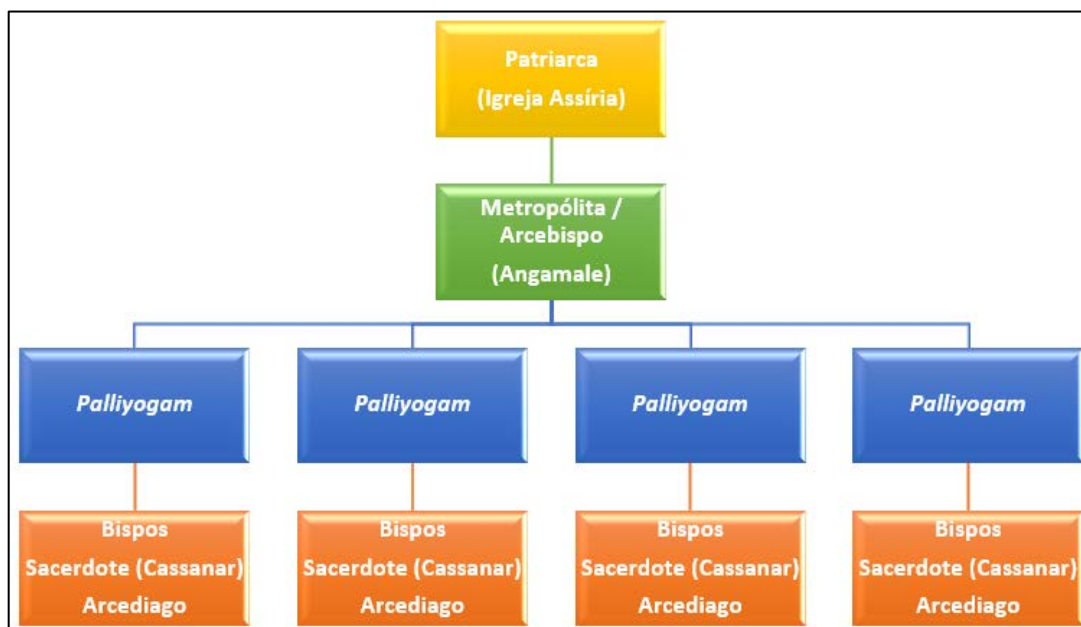 Patriarca
(Igreja Assíria)
Metropólita /
Arcebispo
(Angamale)
Palliyogam
Palliyogam
Palliyogam
Palliyogam
Bispos
Sacerdote (Cassanar)
Arcediago
Bispos
Sacerdote (Cassanar)
Arcediago
Bispos
Sacerdote (Cassanar)
Arcediago
Bispos
Sacerdote (Cassanar)
Arcediago